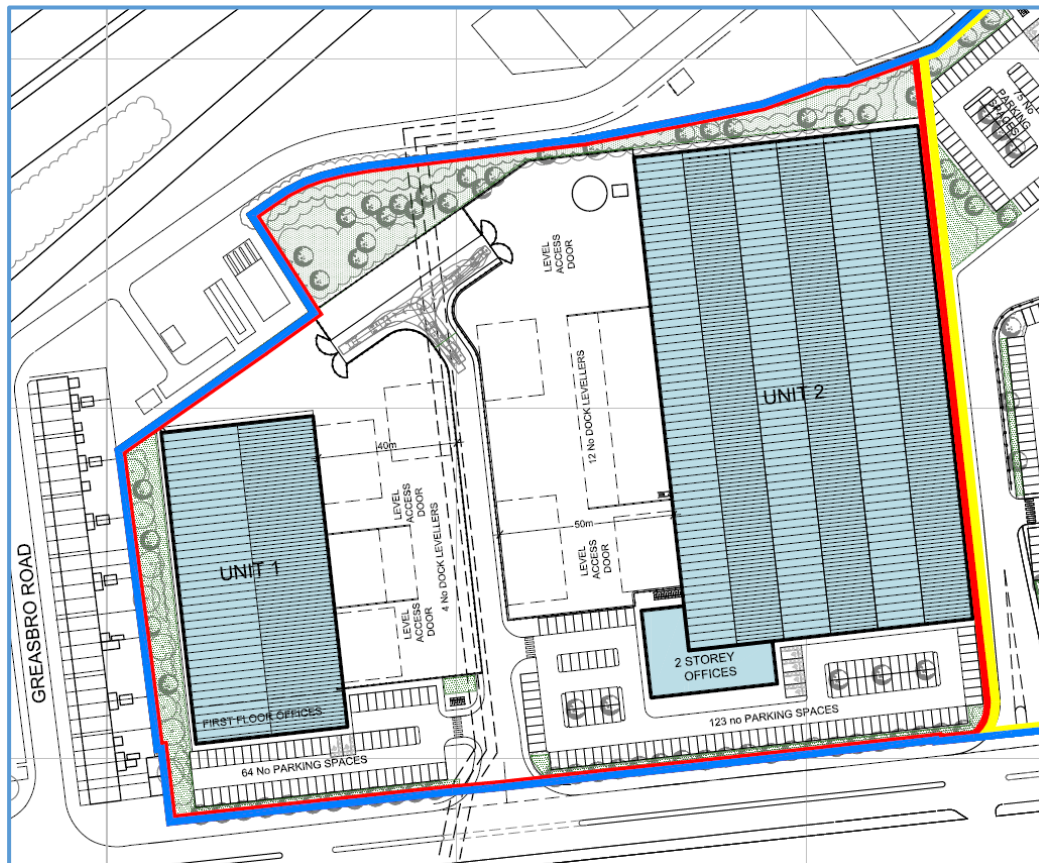 75 No
PARKING
SPACES
LEVEL
ACCESS
DOOR
UNIT 2
12 No DOCK LEVELLERS
40m
LEVEL
ACCESS
DOOR
4 No DOCK LEVELLERS
50m
LEVEL
ACCESS
DOOR
UNIT 1
GREASBRO ROAD
LEVEL
ACCESS
DOOR
2 STOREY
OFFICES
FIRST FLOOR OFFICES
123 no PARKING SPACES
64 No PARKING SPACES